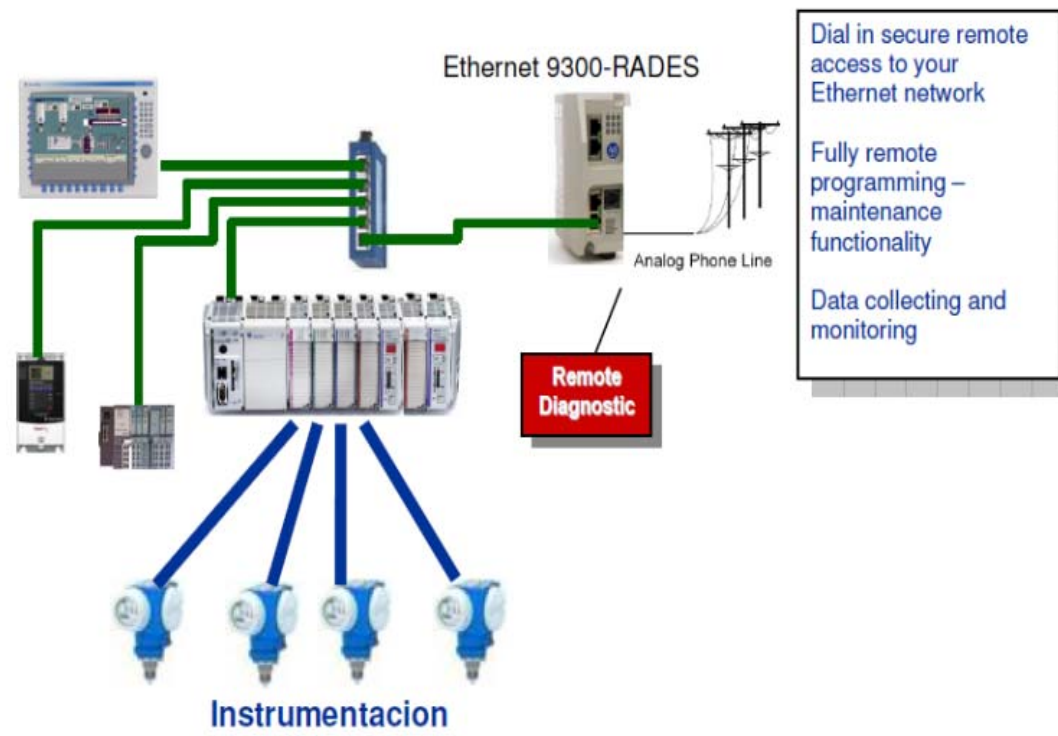 Ethernet 9300-RADES
Dial in secure remote
access to your
Ethernet network
Fully remote
programming –
maintenance
functionality
Data collecting and
monitoring
Analog Phone Line
Remote
Diagnostic
Instrumentacion